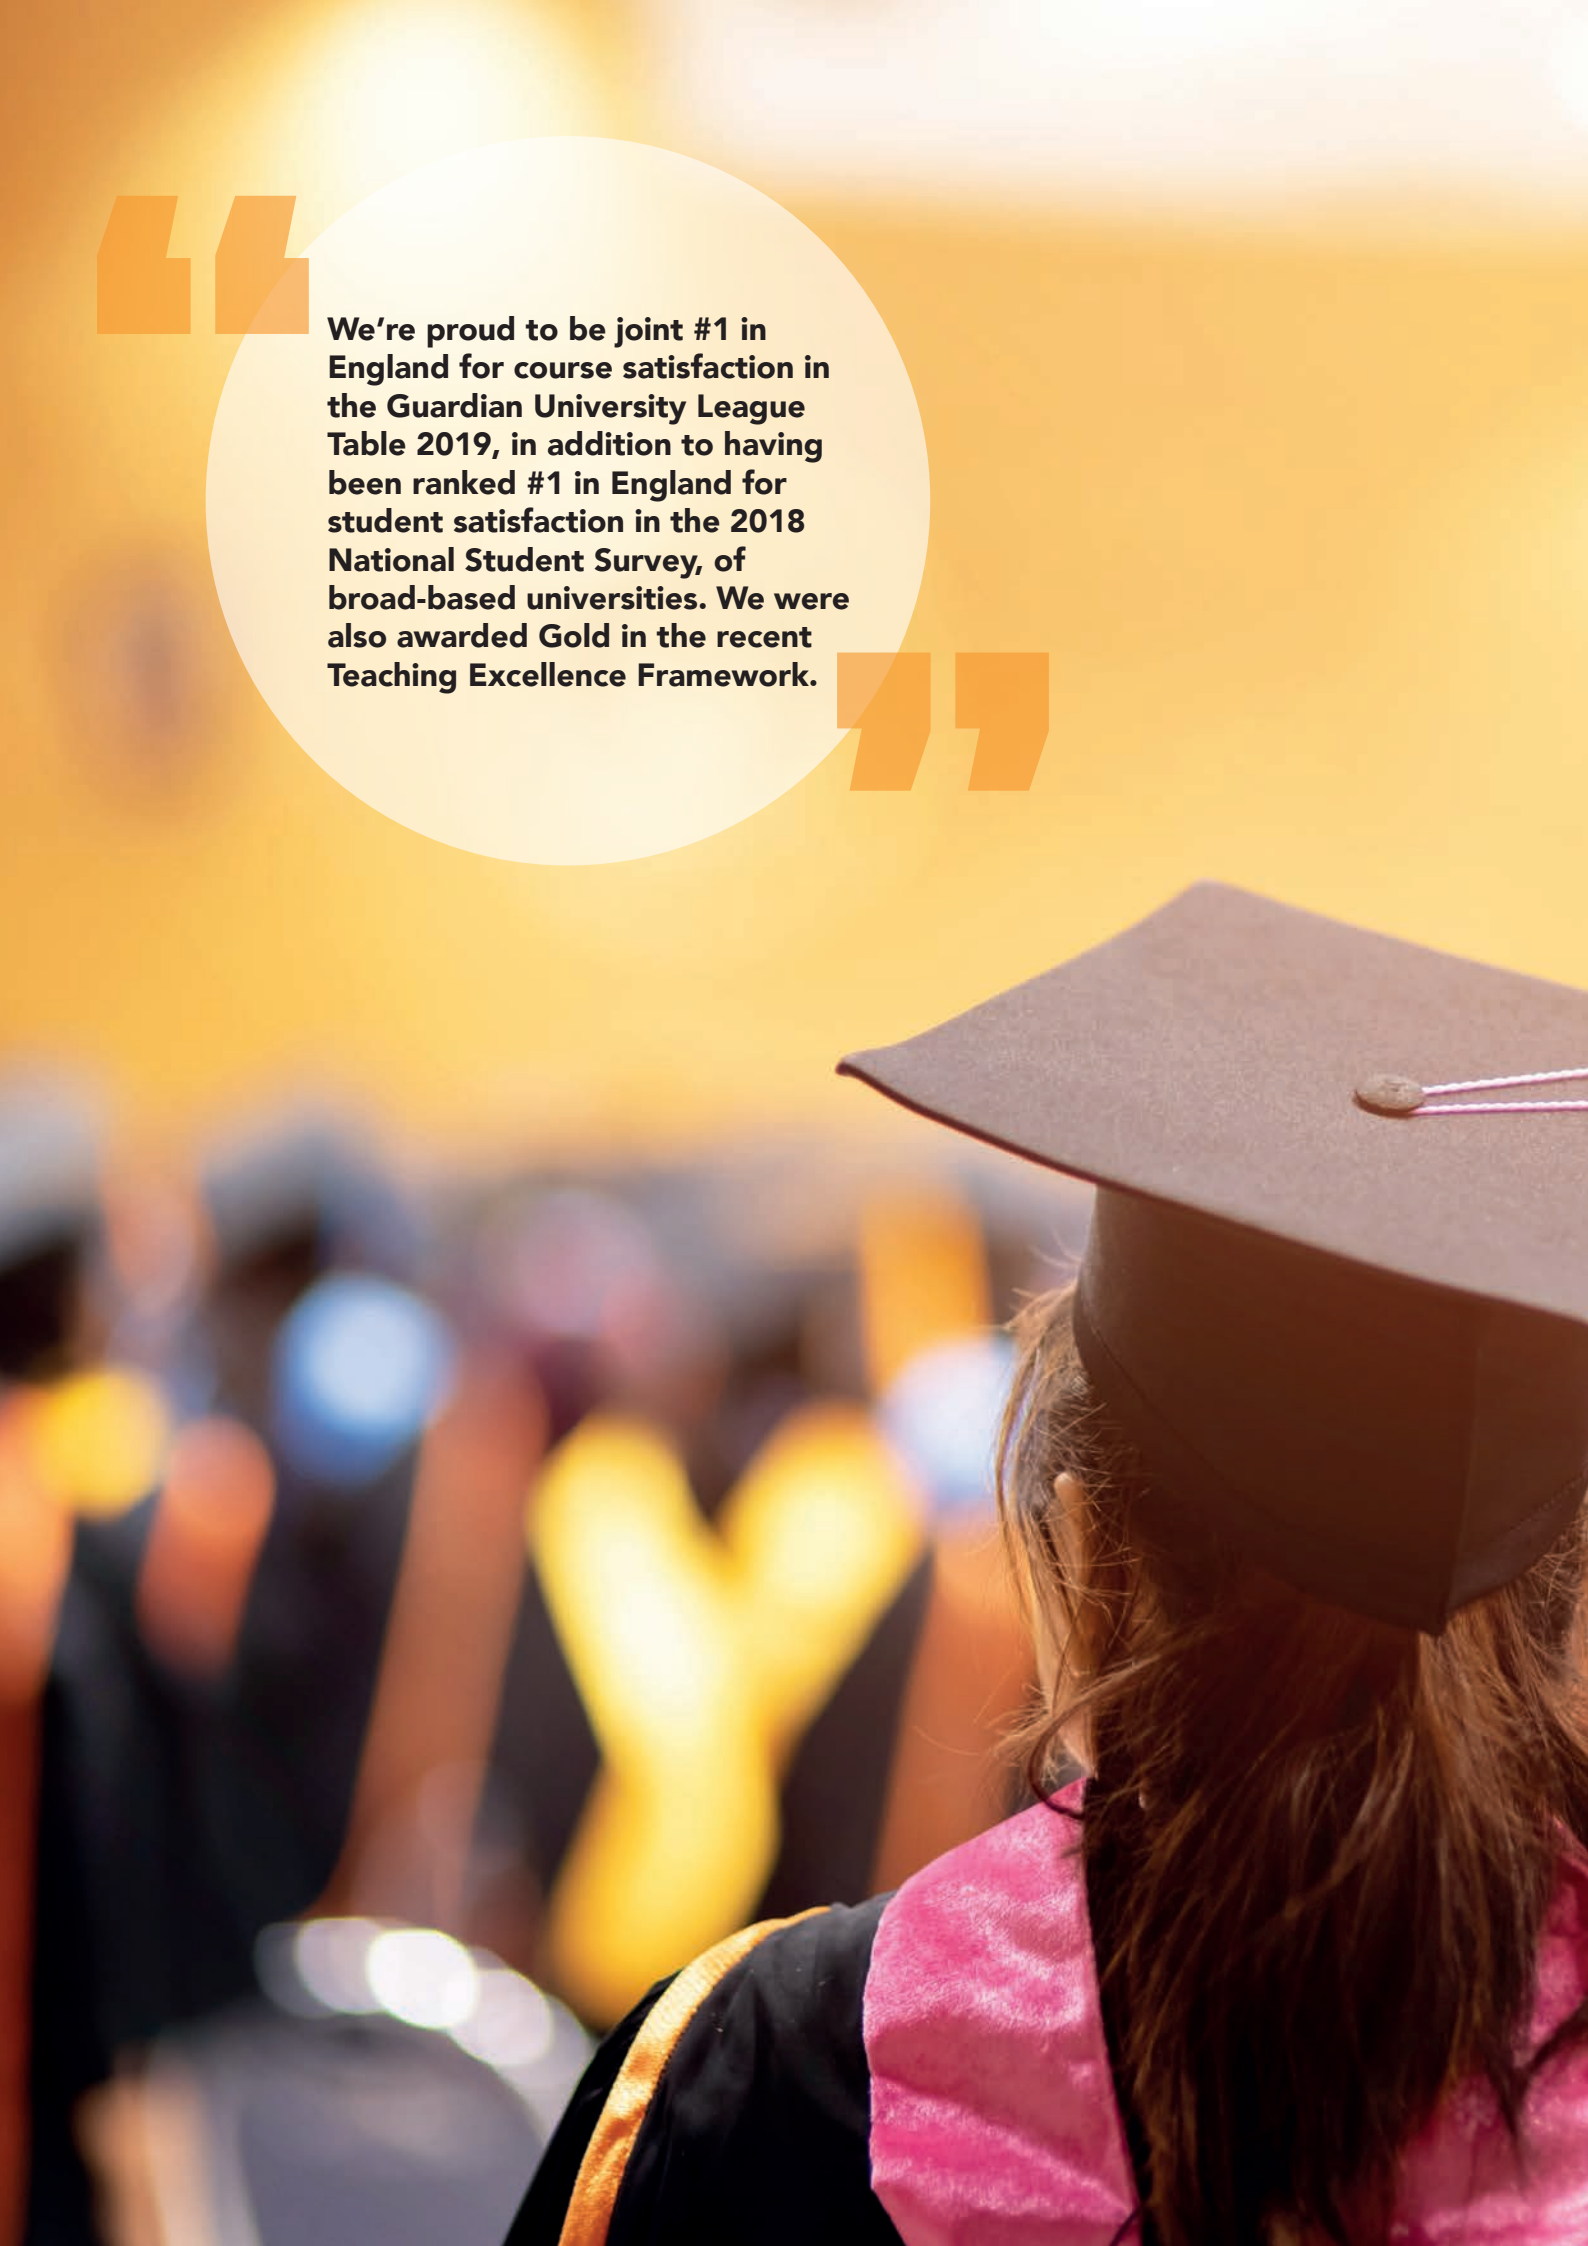 “
We’re proud to be joint #1 in
England for course satisfaction in
the Guardian University League
Table 2019, in addition to having
been ranked #1 in England for
student satisfaction in the 2018
National Student Survey, of
broad-based universities. We were
also awarded Gold in the recent
Teaching Excellence Framework.
”